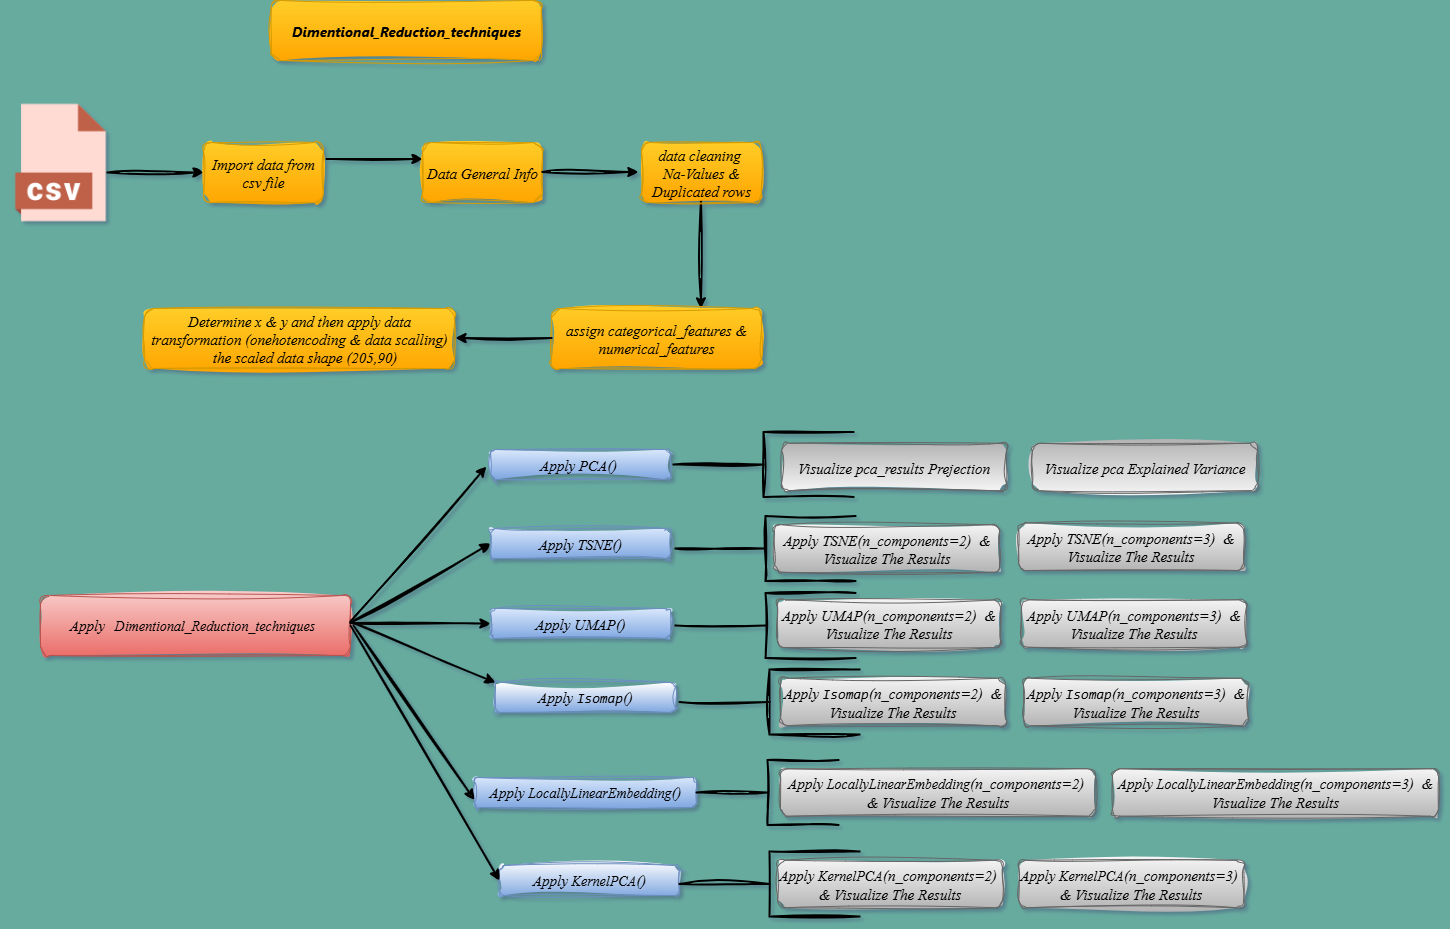 Dimentional_Reduction_techniques
CSV
Import data from
csv file
Data General Info
data cleaning
Na-Values &
Duplicated rows
assign categorical_features &
numerical_features
Determine x & y and then apply data
transformation (onehotencoding & data scalling)
the scaled data shape (205,90)
Apply Dimentional_Reduction_techniques
Apply PCA()
Visualize pca_results Prejection
Visualize pca Explained Variance
Apply TSNE()
Apply TSNE(n_components=2) &
Visualize The Results
Apply TSNE(n_components=3) &
Visualize The Results
Apply UMAP()
Apply UMAP(n_components=2) &
Visualize The Results
Apply UMAP(n_components=3) &
Visualize The Results
Apply Isomap()
Apply Isomap(n_components=2) &
Visualize The Results
Apply Isomap(n_components=3) &
Visualize The Results
Apply LocallyLinearEmbedding()
Apply LocallyLinearEmbedding(n_components=2)
& Visualize The Results
Apply LocallyLinearEmbedding(n_components=3) &
Visualize The Results
Apply KernelPCA()
Apply KernelPCA(n_components=2)
& Visualize The Results
Apply KernelPCA(n_components=3)
& Visualize The Results